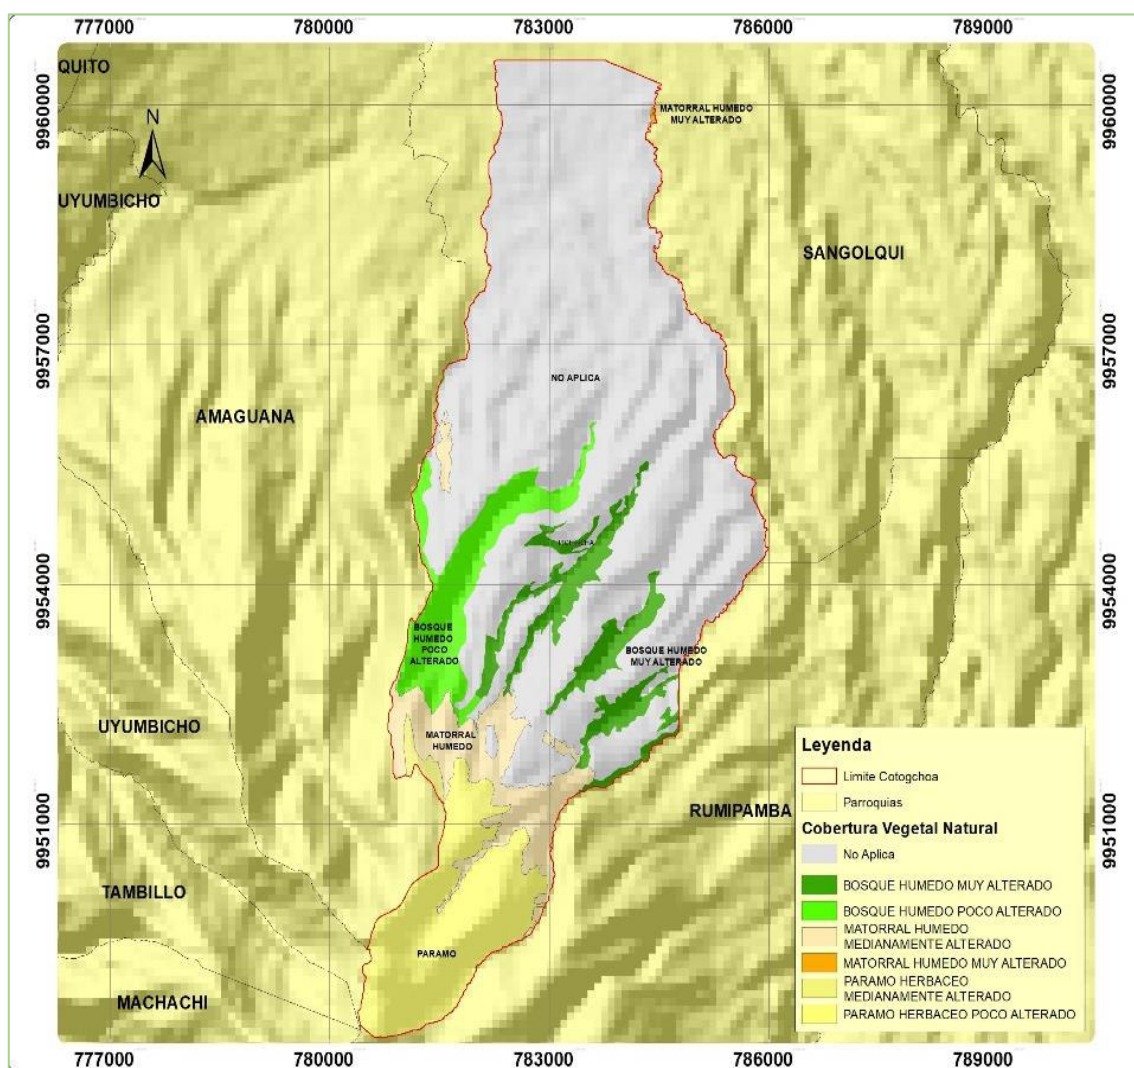 777000 780000 783000 786000 789000
QUITO
9960000
9960000
MATORRAL HUMEDO
MUY ALTERADO
N
UYUMBICHO
SANGOLQUI
9957000
9957000
NO APLICA
AMAGUANA
9954000
9954000
BOSQUE
HUMEDO
POCO
ALTERADO
BOSQUE HUMEDO
MUY ALTERADO
UYUMBICHO
MATORRAL
HUMEDO
RUMIPAMBA
9951000
9951000
TAMBILLO
PARAMO
MACHACHI
Leyenda
Limite Cotogchoa
Parroquias
Cobertura Vegetal Natural
No Aplica
BOSQUE HUMEDO MUY ALTERADO
BOSQUE HUMEDO POCO ALTERADO
MATORRAL HUMEDO
MEDIANAMENTE ALTERADO
MATORRAL HUMEDO MUY ALTERADO
PARAMO HERBACEO
MEDIANAMENTE ALTERADO
PARAMO HERBACEO POCO ALTERADO
777000 780000 783000 786000 789000